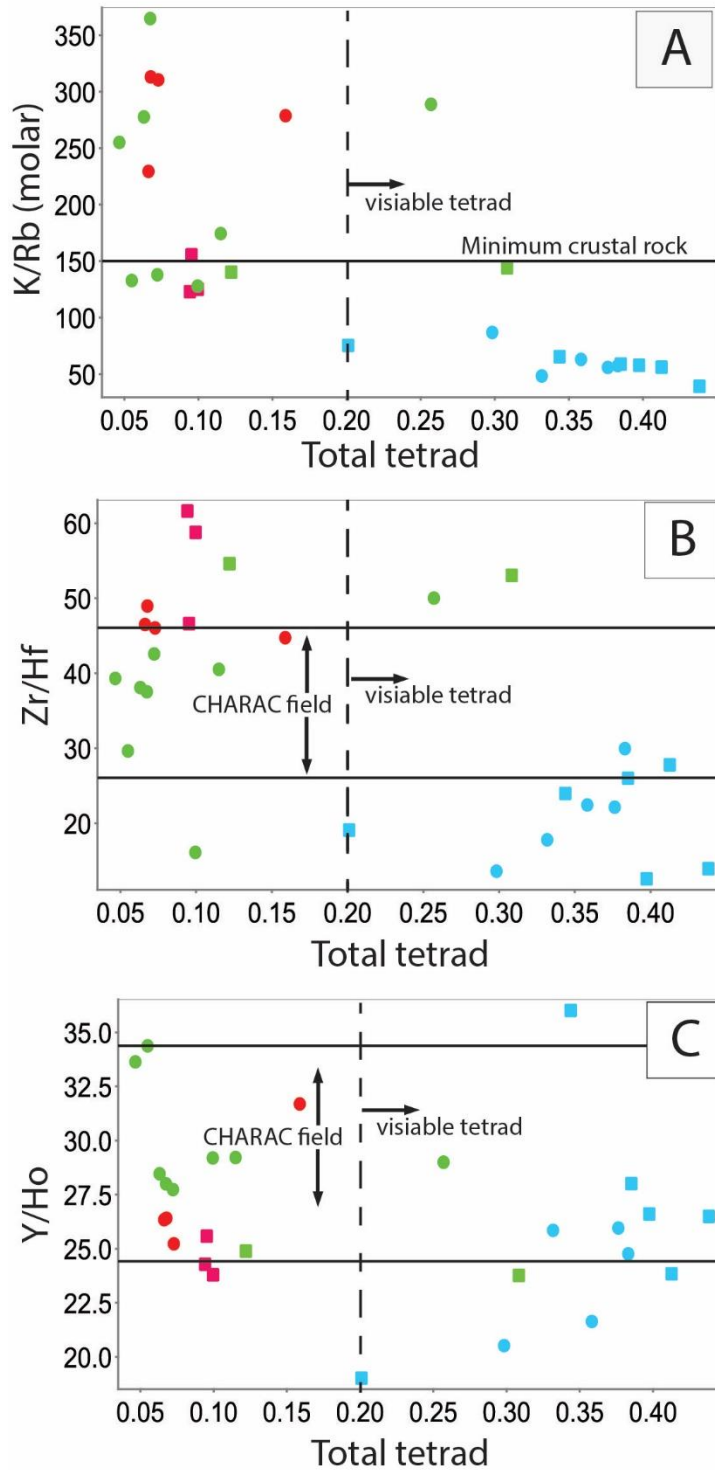 A
350
300
250
200
150
100
50
K/Rb (molar)
visiable tetrad
Minimum crustal rock
0.05 0.10 0.15 0.20 0.25 0.30 0.35 0.40
Total tetrad
B
60
50
40
30
20
Zr/Hf
CHARAC field
visiable tetrad
0.05 0.10 0.15 0.20 0.25 0.30 0.35 0.40
Total tetrad
C
35.0
32.5
30.0
27.5
25.0
22.5
20.0
Y/Ho
CHARAC field
visiable tetrad
0.05 0.10 0.15 0.20 0.25 0.30 0.35 0.40
Total tetrad